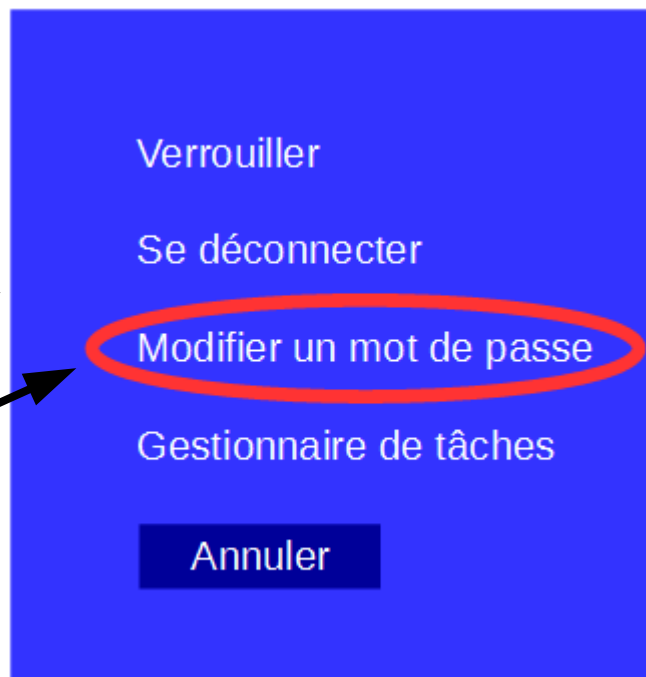 Verrouiller
Se déconnecter
Modifier un mot de passe
Gestionnaire de tâches
Annuler